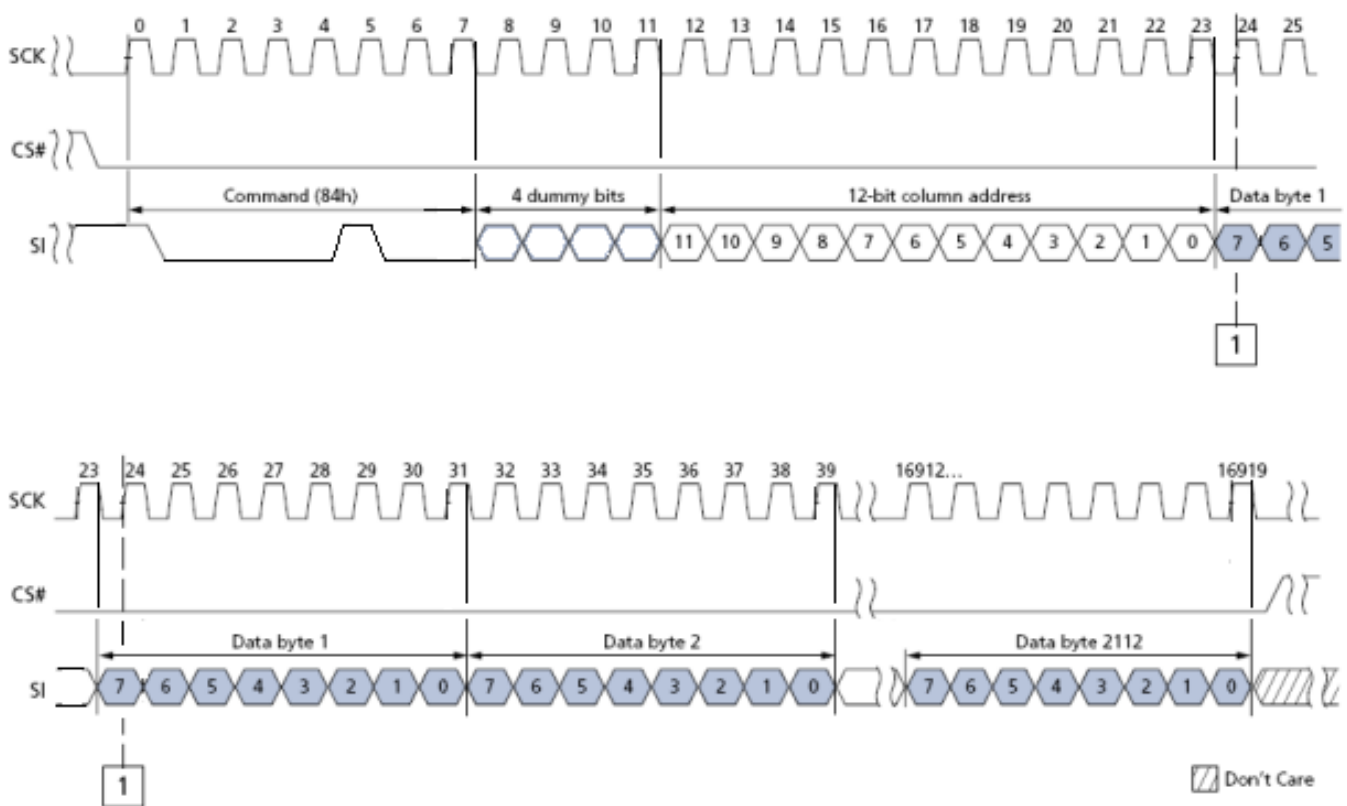 0 1 2 3 4 5 6 7 8 9 10 11 12 13 14 15 16 17 18 19 20 21 22 23 24 25
SCK
CS#
Command (84h) 4 dummy bits 12-bit column address Data byte 1
SI 11 10 9 8 7 6 5 4 3 2 1 0 7 6 5
1
23 24 25 26 27 28 29 30 31 32 33 34 35 36 37 38 39 16912... 16919
SCK
CS#
Data byte 1 Data byte 2 Data byte 2112
SI 7 6 5 4 3 2 1 0 7 6 5 4 3 2 1 0 7 6 5 4 3 2 1 0
1
Don't Care